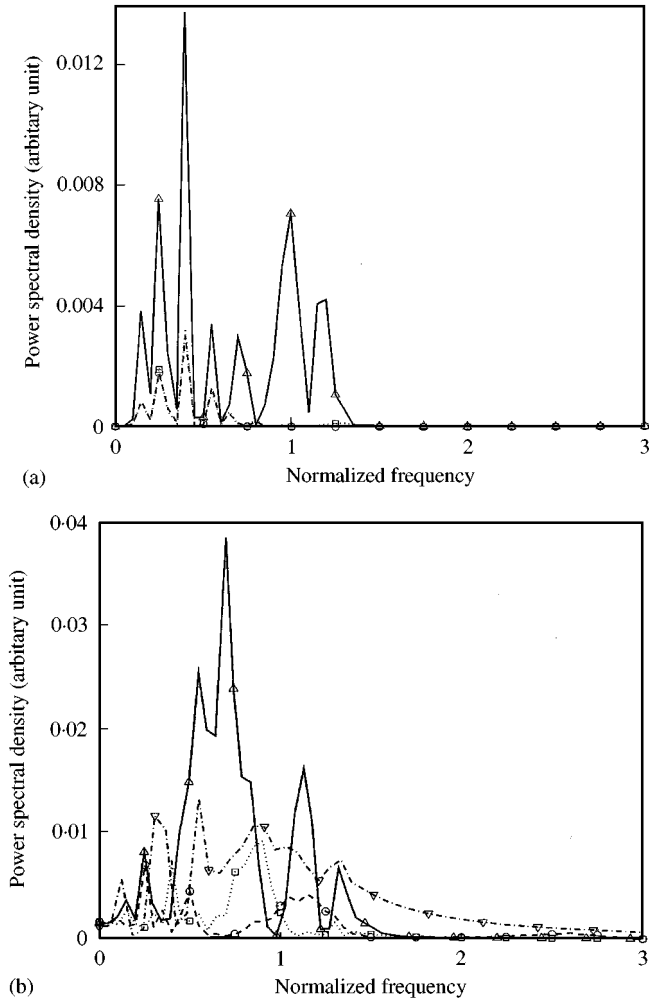 Power spectral density (arbitary unit)
0.012
0.008
0.004
0
0
1
2
3
Normalized frequency
(a)
Power spectral density (arbitary unit)
0·04
0·03
0·02
0·01
0
0
1
2
3
Normalized frequency
(b)